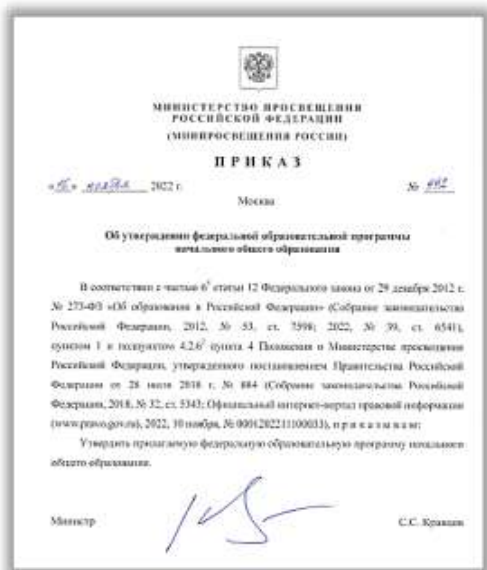 МИНИСТЕРСТВО ПРОСВЕЩЕНИЯ
РОССИЙСКОЙ ФЕДЕРАЦИИ
(МИНПРОСВЕЩЕНИЯ РОССИИ)
ПРИКАЗ
ноября 2022 г. №
Москва
Об утверждении федеральной образовательной программы
начального общего образования
В соответствии с частью 6⁵ статьи 12 Федерального закона от 29 декабря 2012 г.
№ 273-ФЗ «Об образовании в Российской Федерации» (Собрание законодательства
Российской Федерации, 2012, № 53, ст. 7598; 2022, № 39, ст. 6541),
пунктом 1 и подпунктом 4.2.6² пункта 4 Положения о Министерстве просвещения
Российской Федерации, утвержденного постановлением Правительства Российской
Федерации от 28 июля 2018 г. № 884 (Собрание законодательства Российской
Федерации, 2018, № 32, ст. 5343; Официальный интернет-портал правовой информации
(www.pravo.gov.ru), 2022, 10 ноября, № 0001202211100033), п р и к а з ы в а ю:
Утвердить прилагаемую федеральную образовательную программу начального
общего образования.
Министр С.С. Кравцов